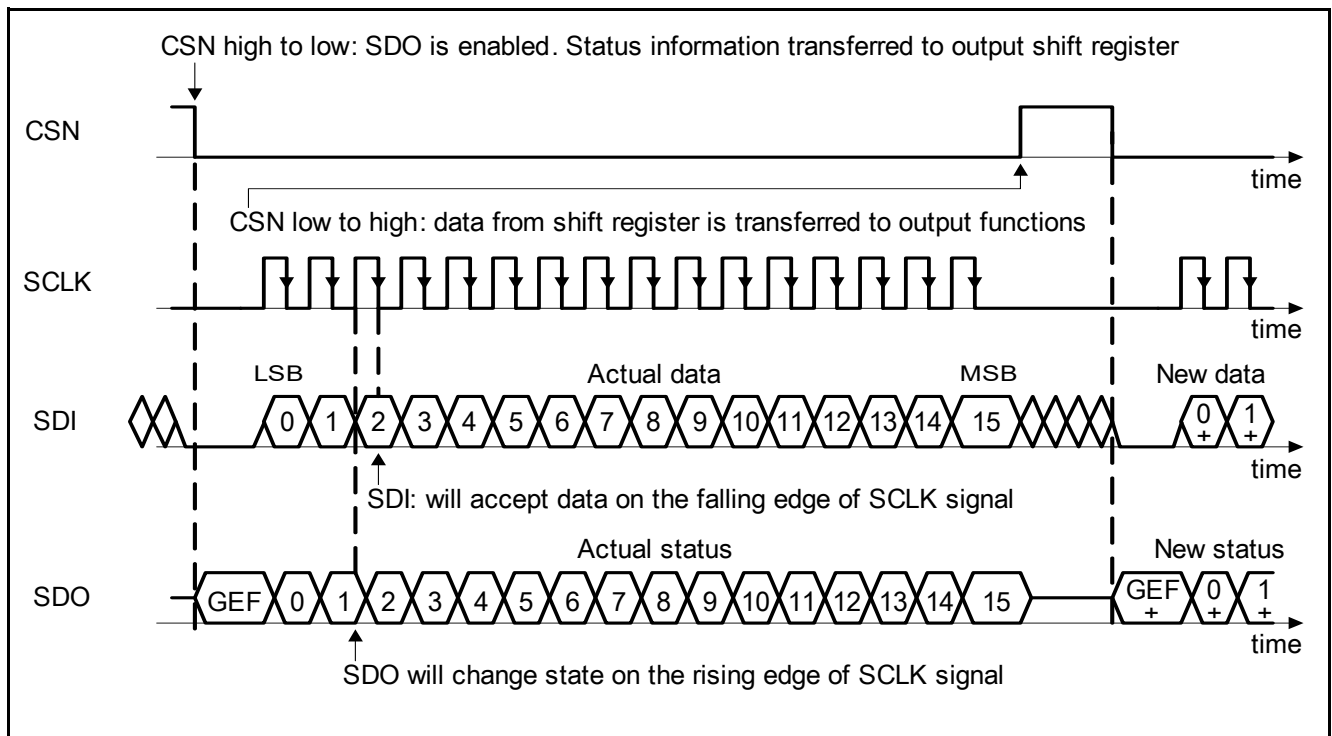 CSN high to low: SDO is enabled. Status information transferred to output shift register
CSN
time
CSN low to high: data from shift register is transferred to output functions
SCLK
time
LSB
Actual data
MSB
New data
SDI
0 1 2 3 4 5 6 7 8 9 10 11 12 13 14 15
0 1
+ +
time
SDI: will accept data on the falling edge of SCLK signal
Actual status
New status
SDO
GEF 0 1 2 3 4 5 6 7 8 9 10 11 12 13 14 15
GEF 0 1
+ + +
time
SDO will change state on the rising edge of SCLK signal